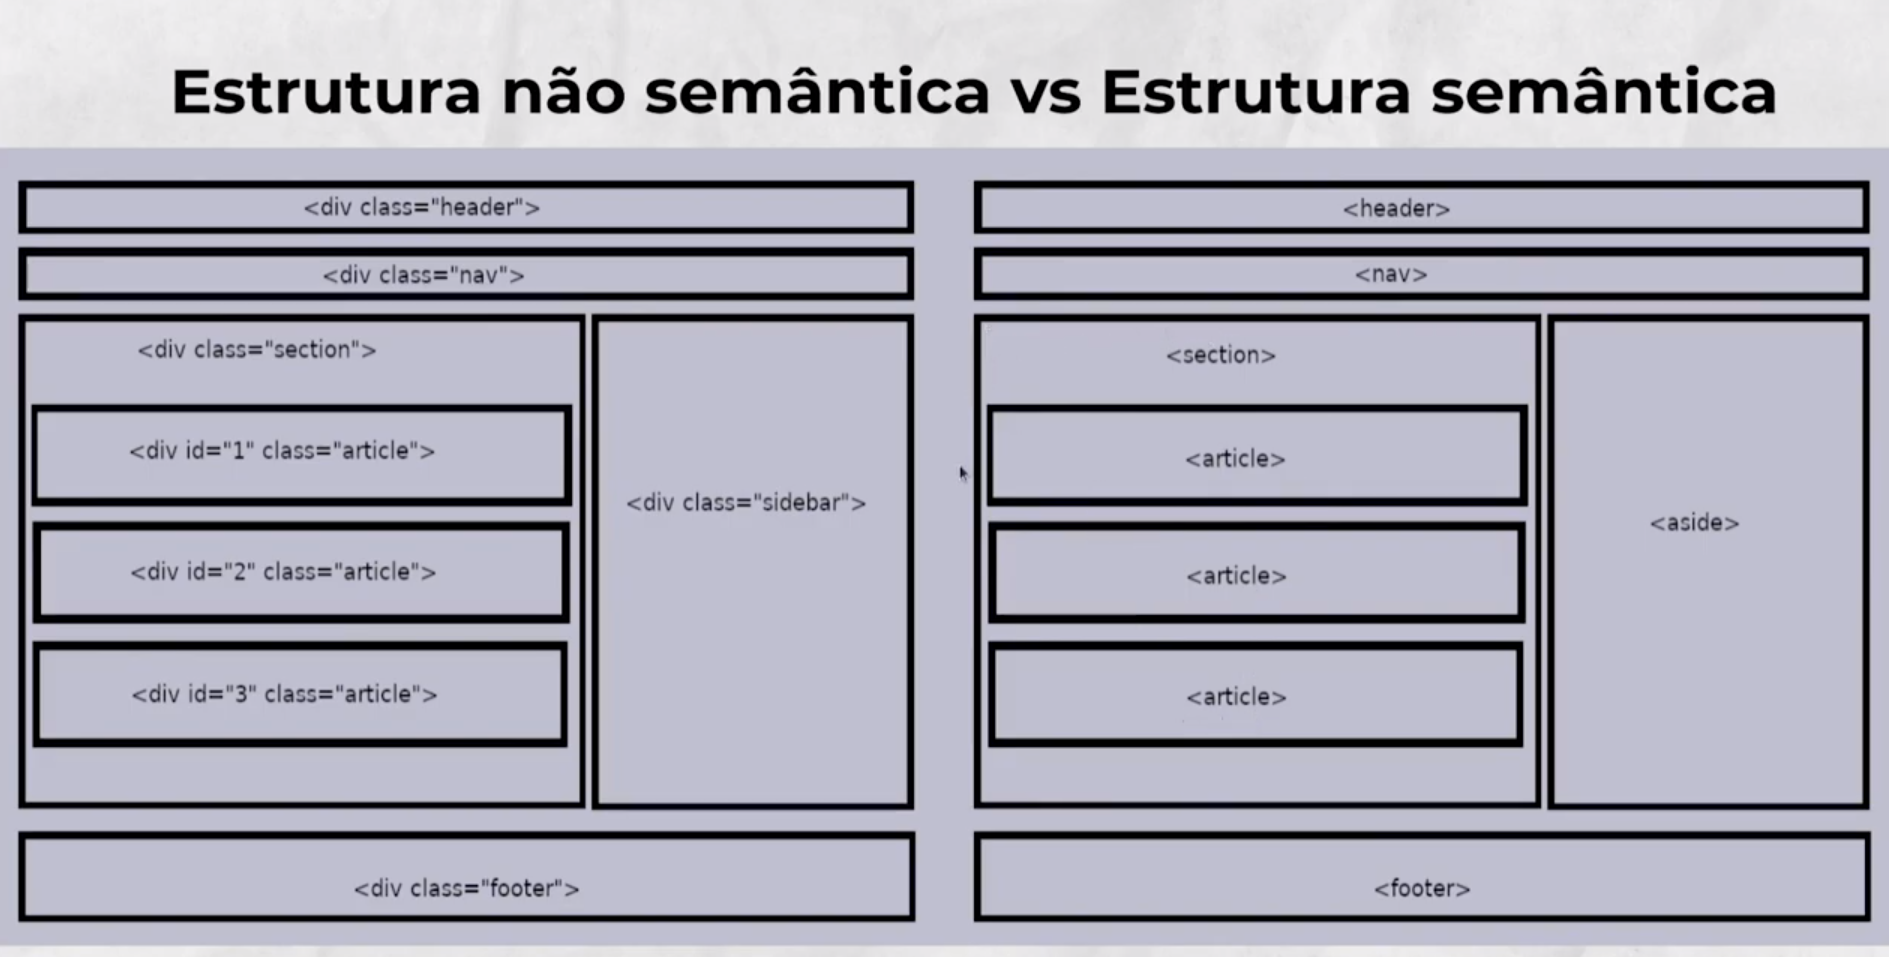 Estrutura não semântica vs Estrutura semântica
<div class="header">
<div class="nav">
<div class="section">
<div id="1" class="article">
<div id="2" class="article">
<div id="3" class="article">
<div class="sidebar">
<div class="footer">
<header>
<nav>
<section>
<article>
<article>
<article>
<aside>
<footer>